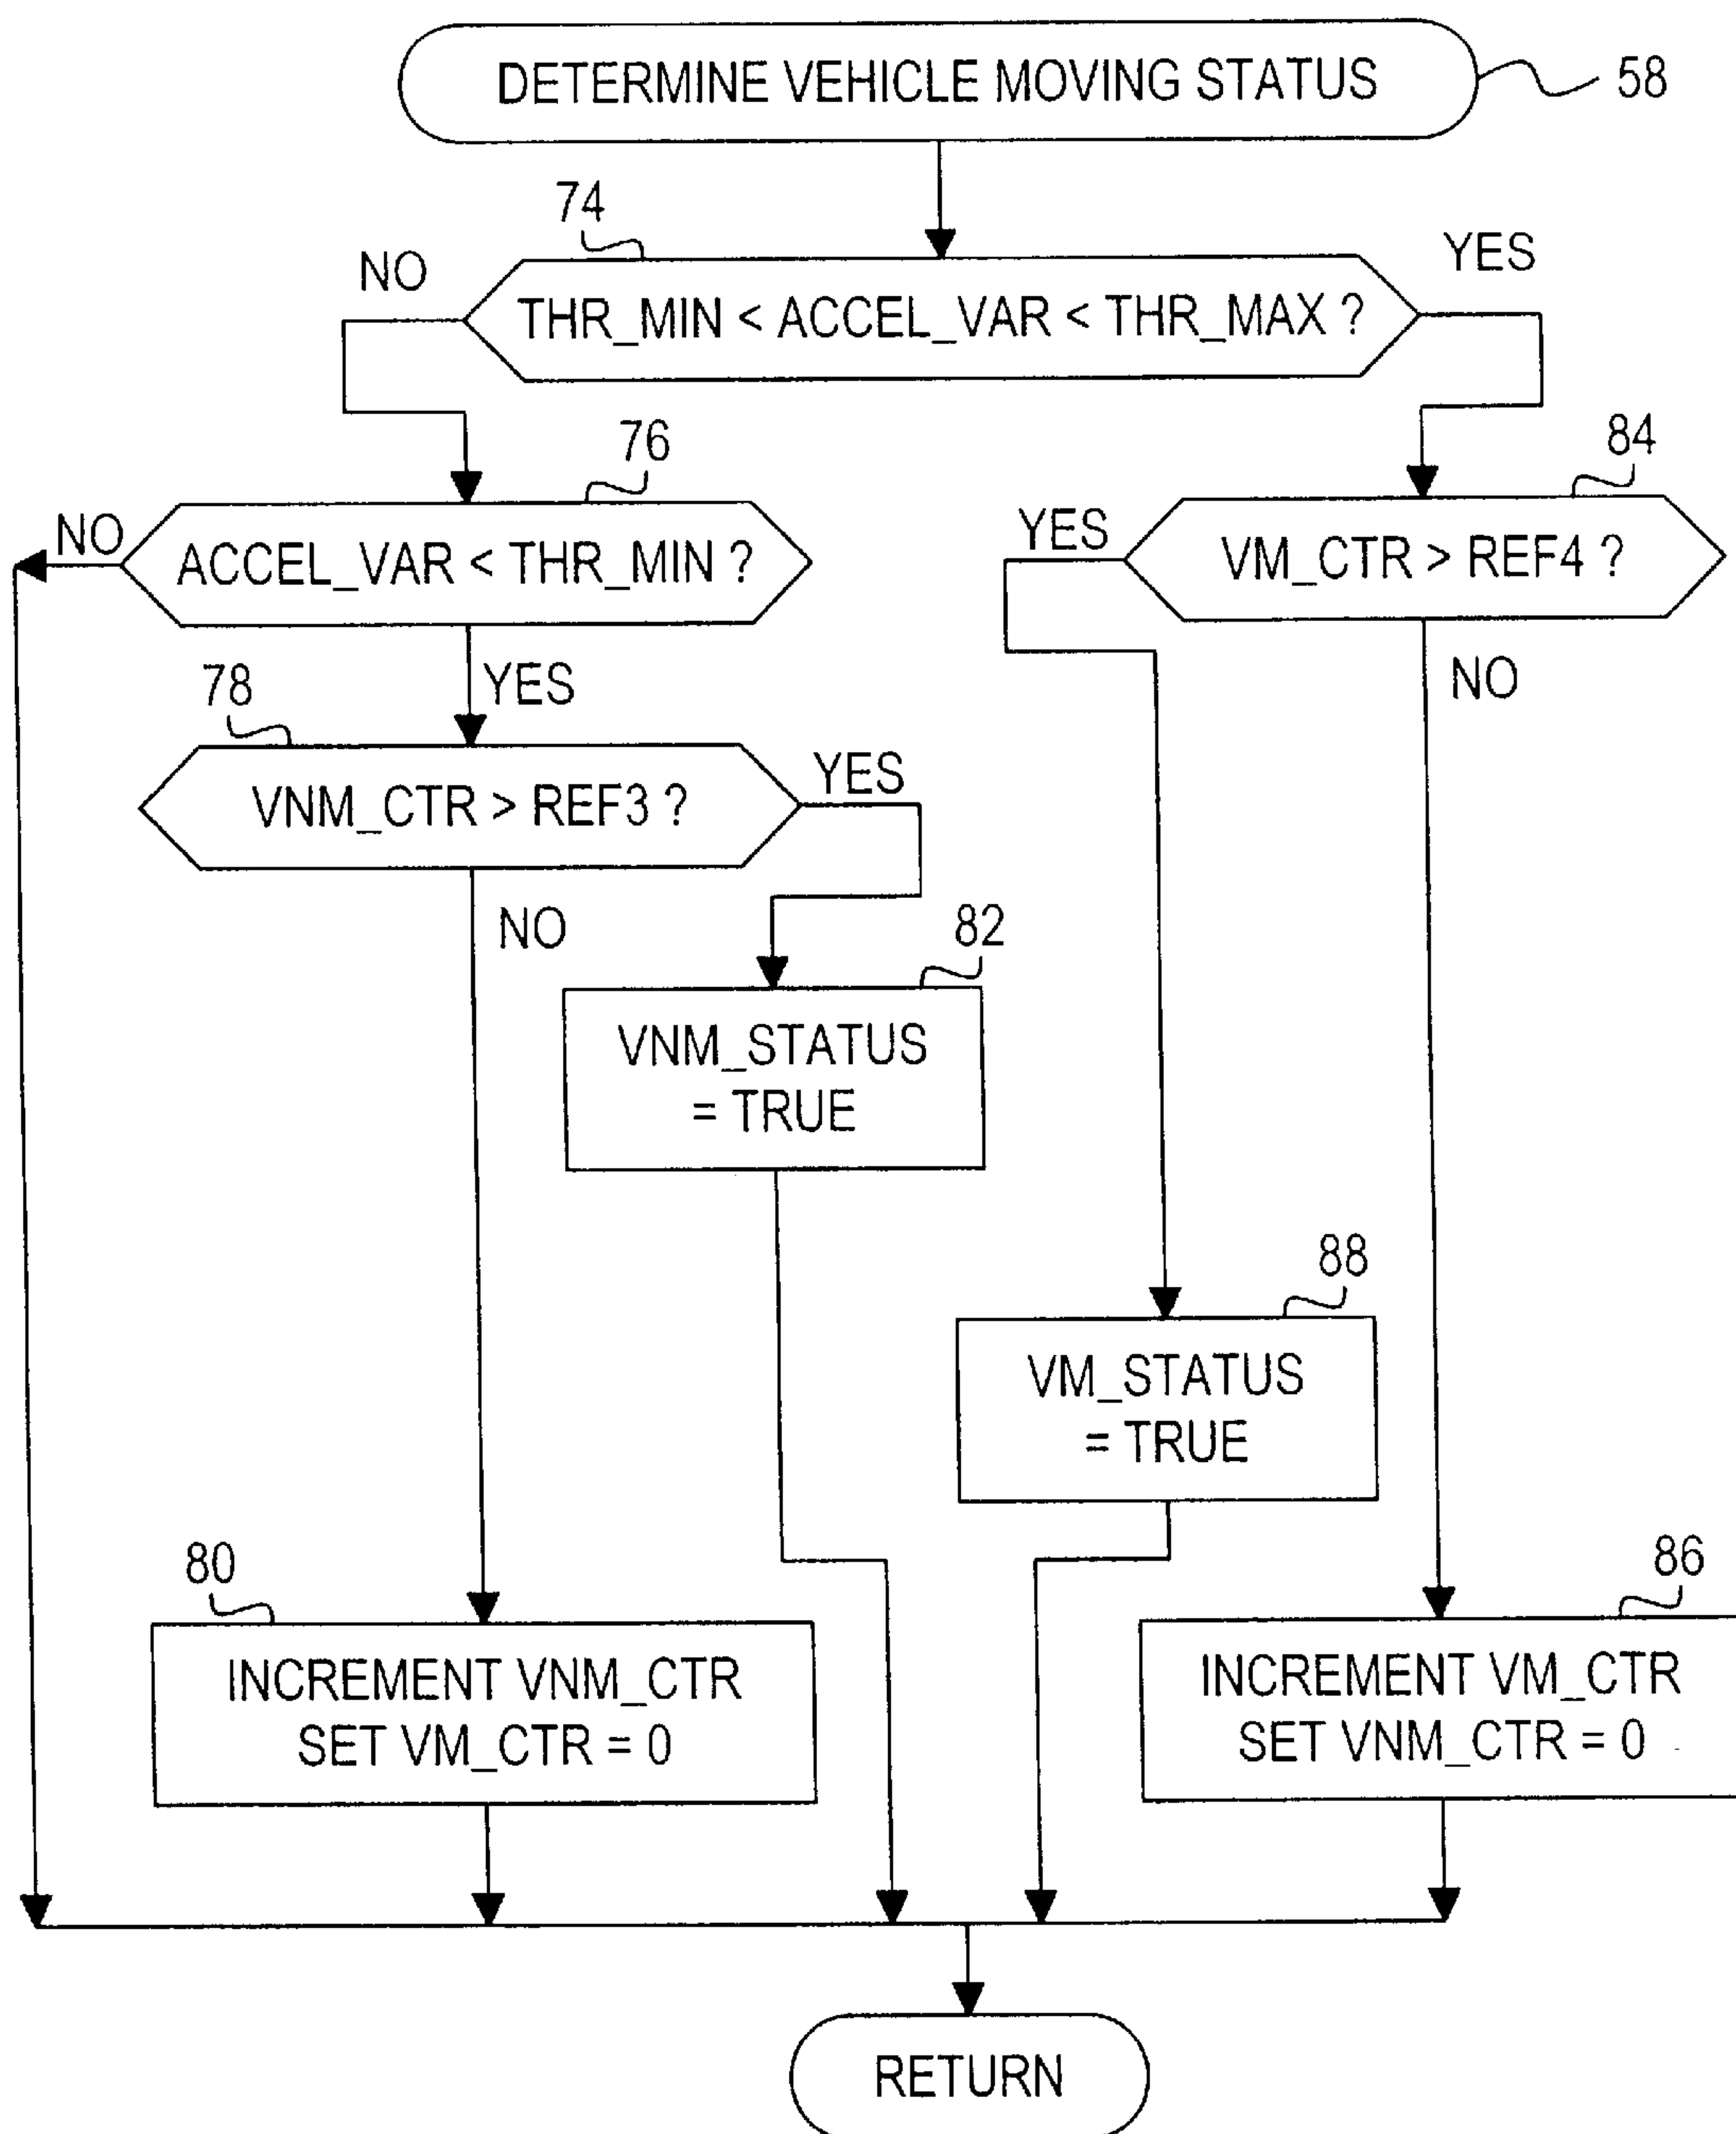 DETERMINE VEHICLE MOVING STATUS
58
74
NO
YES
THR_MIN < ACCEL_VAR < THR_MAX ?
76
84
NO
ACCEL_VAR < THR_MIN ?
YES
VM_CTR > REF4 ?
78
YES
NO
VNM_CTR > REF3 ?
YES
NO
82
VNM_STATUS
= TRUE
88
VM_STATUS
= TRUE
80
86
INCREMENT VNM_CTR
SET VM_CTR = 0
INCREMENT VM_CTR
SET VNM_CTR = 0
RETURN